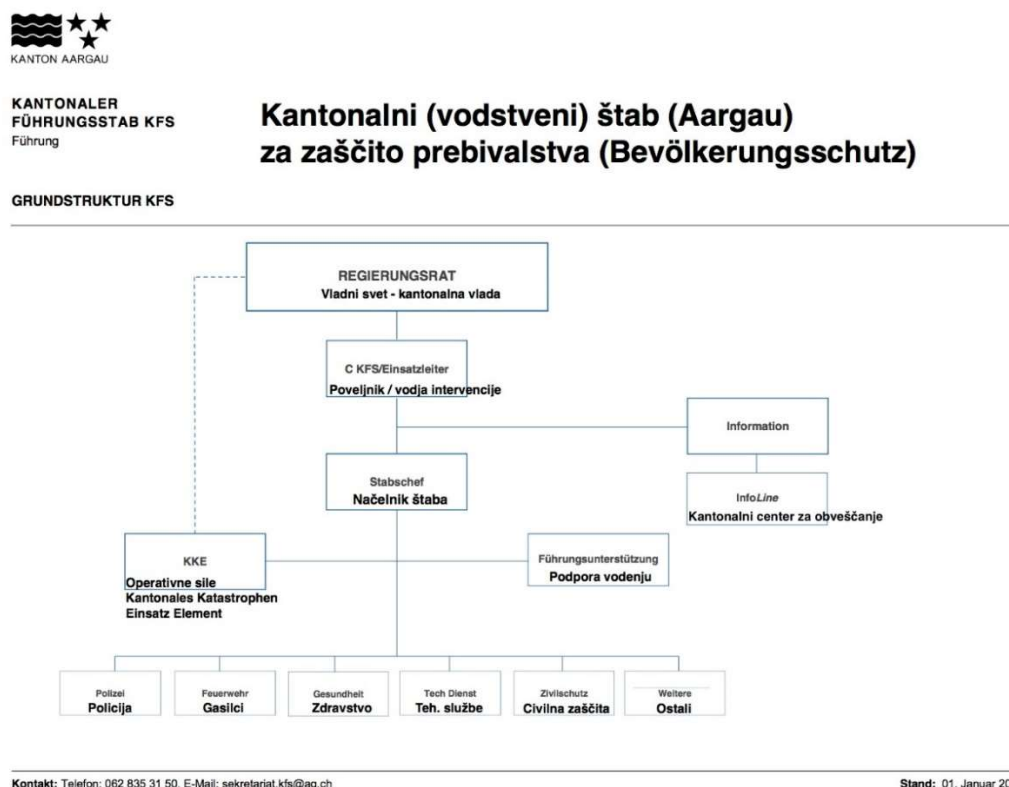 KANTON AARGAU
KANTONALER
FÜHRUNGSSTAB KFS
Führung
Kantonalni (vodstveni) štab (Aargau)
za zaščito prebivalstva (Bevölkerungsschutz)
GRUNDSTRUKTUR KFS
REGIERUNGSRAT
Vladni svet - kantonalna vlada
C KFS/Einsatzleiter
Poveljnik / vodja intervencije
Information
Stabschef
Načelnik štaba
InfoLine
Kantonalni center za obveščanje
KKE
Operativne sile
Kantonales Katastrophen
Einsatz Element
Führungsunterstützung
Podpora vodenju
Polizei
Policija
Feuerwehr
Gasilci
Gesundheit
Zdravstvo
Tech Dienst
Teh. službe
Zivilschutz
Civilna zaščita
Weitere
Ostali
Kontakt: Telefon: 062 835 31 50, E-Mail: sekretariat.kfs@ag.ch
Stand: 01. Januar 20